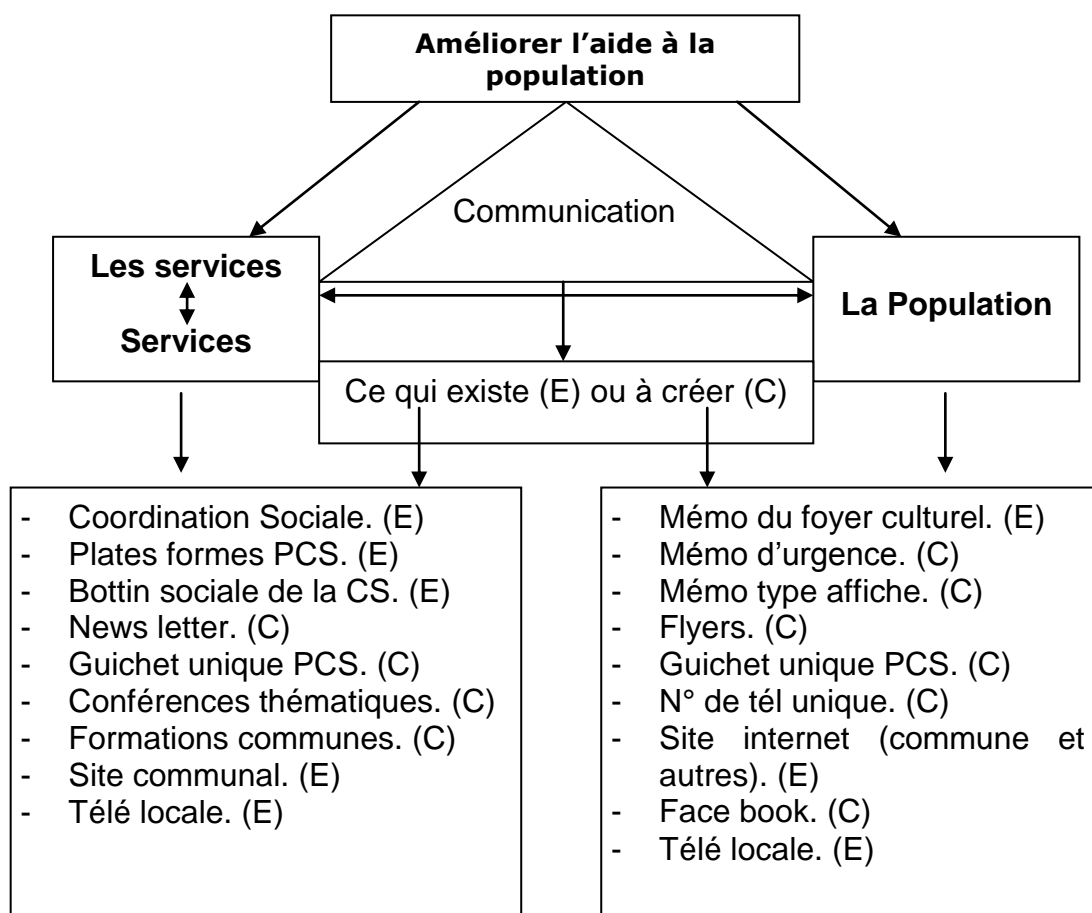 Améliorer l’aide à la
population
Communication
Les services
Services
La Population
Ce qui existe (E) ou à créer (C)
- Coordination Sociale. (E)
- Plates formes PCS. (E)
- Bottin sociale de la CS. (E)
- News letter. (C)
- Guichet unique PCS. (C)
- Conférences thématiques. (C)
- Formations communes. (C)
- Site communal. (E)
- Télé locale. (E)
- Mémo du foyer culturel. (E)
- Mémo d’urgence. (C)
- Mémo type affiche. (C)
- Flyers. (C)
- Guichet unique PCS. (C)
- N° de tél unique. (C)
- Site internet (commune et
autres). (E)
- Face book. (C)
- Télé locale. (E)